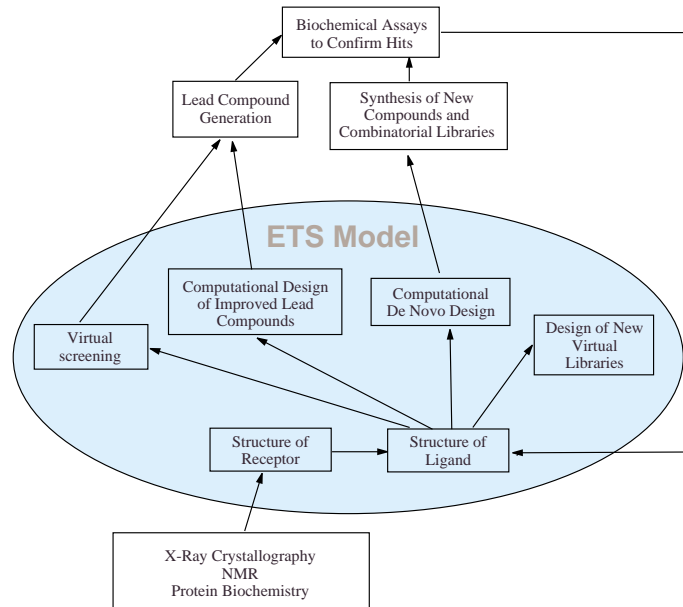 Biochemical Assays
to Confirm Hits
Lead Compound
Generation
Synthesis of New
Compounds and
Combinatorial Libraries
ETS Model
Computational Design
of Improved Lead
Compounds
Computational
De Novo Design
Virtual
screening
Design of New
Virtual
Libraries
Structure of
Receptor
Structure of
Ligand
X-Ray Crystallography
NMR
Protein Biochemistry